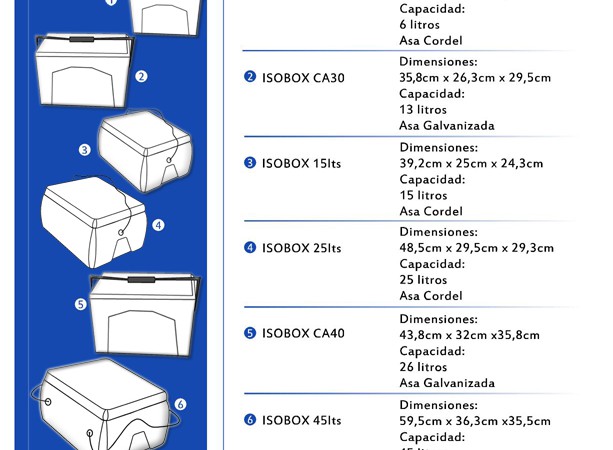 1
Capacidad:
6 litros
Asa Cordel
2
2 ISOBOX CA30
Dimensiones:
35,8cm x 26,3cm x 29,5cm
Capacidad:
13 litros
Asa Galvanizada
3
3 ISOBOX 15lts
Dimensiones:
39,2cm x 25cm x 24,3cm
Capacidad:
15 litros
Asa Cordel
4
4 ISOBOX 25lts
Dimensiones:
48,5cm x 29,5cm x 29,3cm
Capacidad:
25 litros
Asa Cordel
5
5 ISOBOX CA40
Dimensiones:
43,8cm x 32cm x35,8cm
Capacidad:
26 litros
Asa Galvanizada
6
6 ISOBOX 45lts
Dimensiones:
59,5cm x 36,3cm x35,5cm
Capacidad:
45 litros